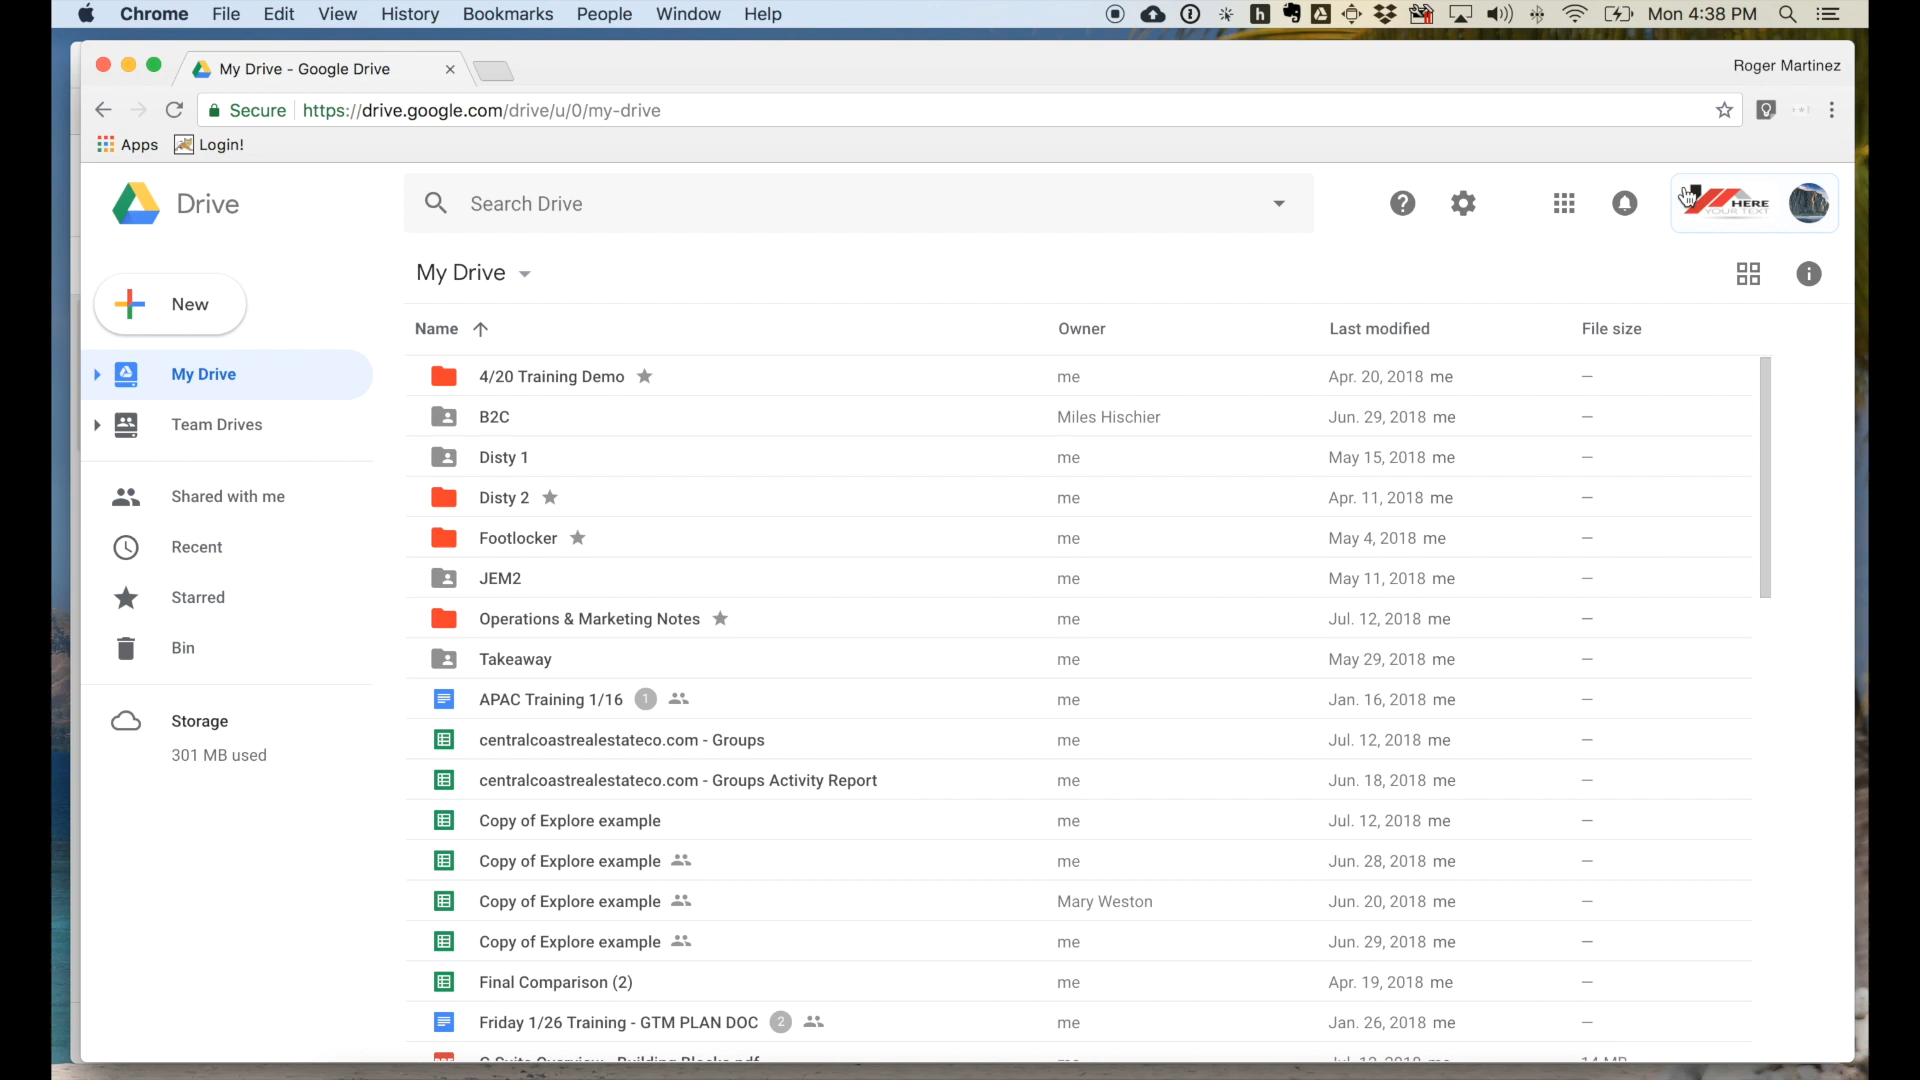 Chrome File Edit View History Bookmarks People Window Help Mon 4:38 PM
My Drive - Google Drive Roger Martinez
Secure https://drive.google.com/drive/u/0/my-drive
Apps Login!
Drive Search Drive HERE
YOUR TEXT
My Drive
New
Name Owner Last modified File size
My Drive
Team Drives
Shared with me
Recent
Starred
Bin
Storage
301 MB used
4/20 Training Demo me Apr. 20, 2018 me –
B2C Miles Hischier Jun. 29, 2018 me –
Disty 1 me May 15, 2018 me –
Disty 2 me Apr. 11, 2018 me –
Footlocker me May 4, 2018 me –
JEM2 me May 11, 2018 me –
Operations & Marketing Notes me Jul. 12, 2018 me –
Takeaway me May 29, 2018 me –
APAC Training 1/16 1 me Jan. 16, 2018 me –
centralcoastrealestateco.com - Groups me Jul. 12, 2018 me –
centralcoastrealestateco.com - Groups Activity Report me Jun. 18, 2018 me –
Copy of Explore example me Jul. 12, 2018 me –
Copy of Explore example me Jun. 28, 2018 me –
Copy of Explore example Mary Weston Jun. 20, 2018 me –
Copy of Explore example me Jun. 29, 2018 me –
Final Comparison (2) me Apr. 19, 2018 me –
Friday 1/26 Training - GTM PLAN DOC 2 me Jan. 26, 2018 me –